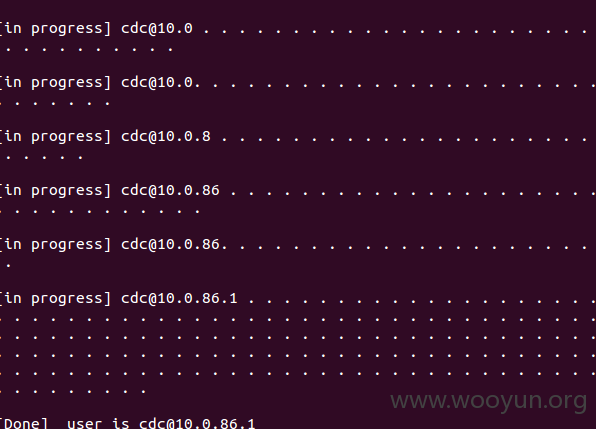 [in progress] cdc@10.0 . . . . . . . . . . . . . . . . . . . . . .
. . . . . . . . . .
[in progress] cdc@10.0. . . . . . . . . . . . . . . . . . . . . . .
. . . . . . .
[in progress] cdc@10.0.8 . . . . . . . . . . . . . . . . . . . . .
. . . . .
[in progress] cdc@10.0.86 . . . . . . . . . . . . . . . . . . . . .
. . . . . . . . . . . .
[in progress] cdc@10.0.86. . . . . . . . . . . . . . . . . . . . .
.
[in progress] cdc@10.0.86.1 . . . . . . . . . . . . . . . . . . . .
. . . . . . . . . . . . . . . . . . . . . . . . . . . . . . . . . .
. . . . . . . . . . . . . . . . . . . . . . . . . . . . . . . . . .
. . . . . . . . . . . . . . . . . . . . . . . . . . . . . . . . . .
. . . . . . . . . . . . . . . . . . . . . . . . . . . . . . . . . .
. . . . . . . . .
www.wooyun.org
[Done] user is cdc@10.0.86.1